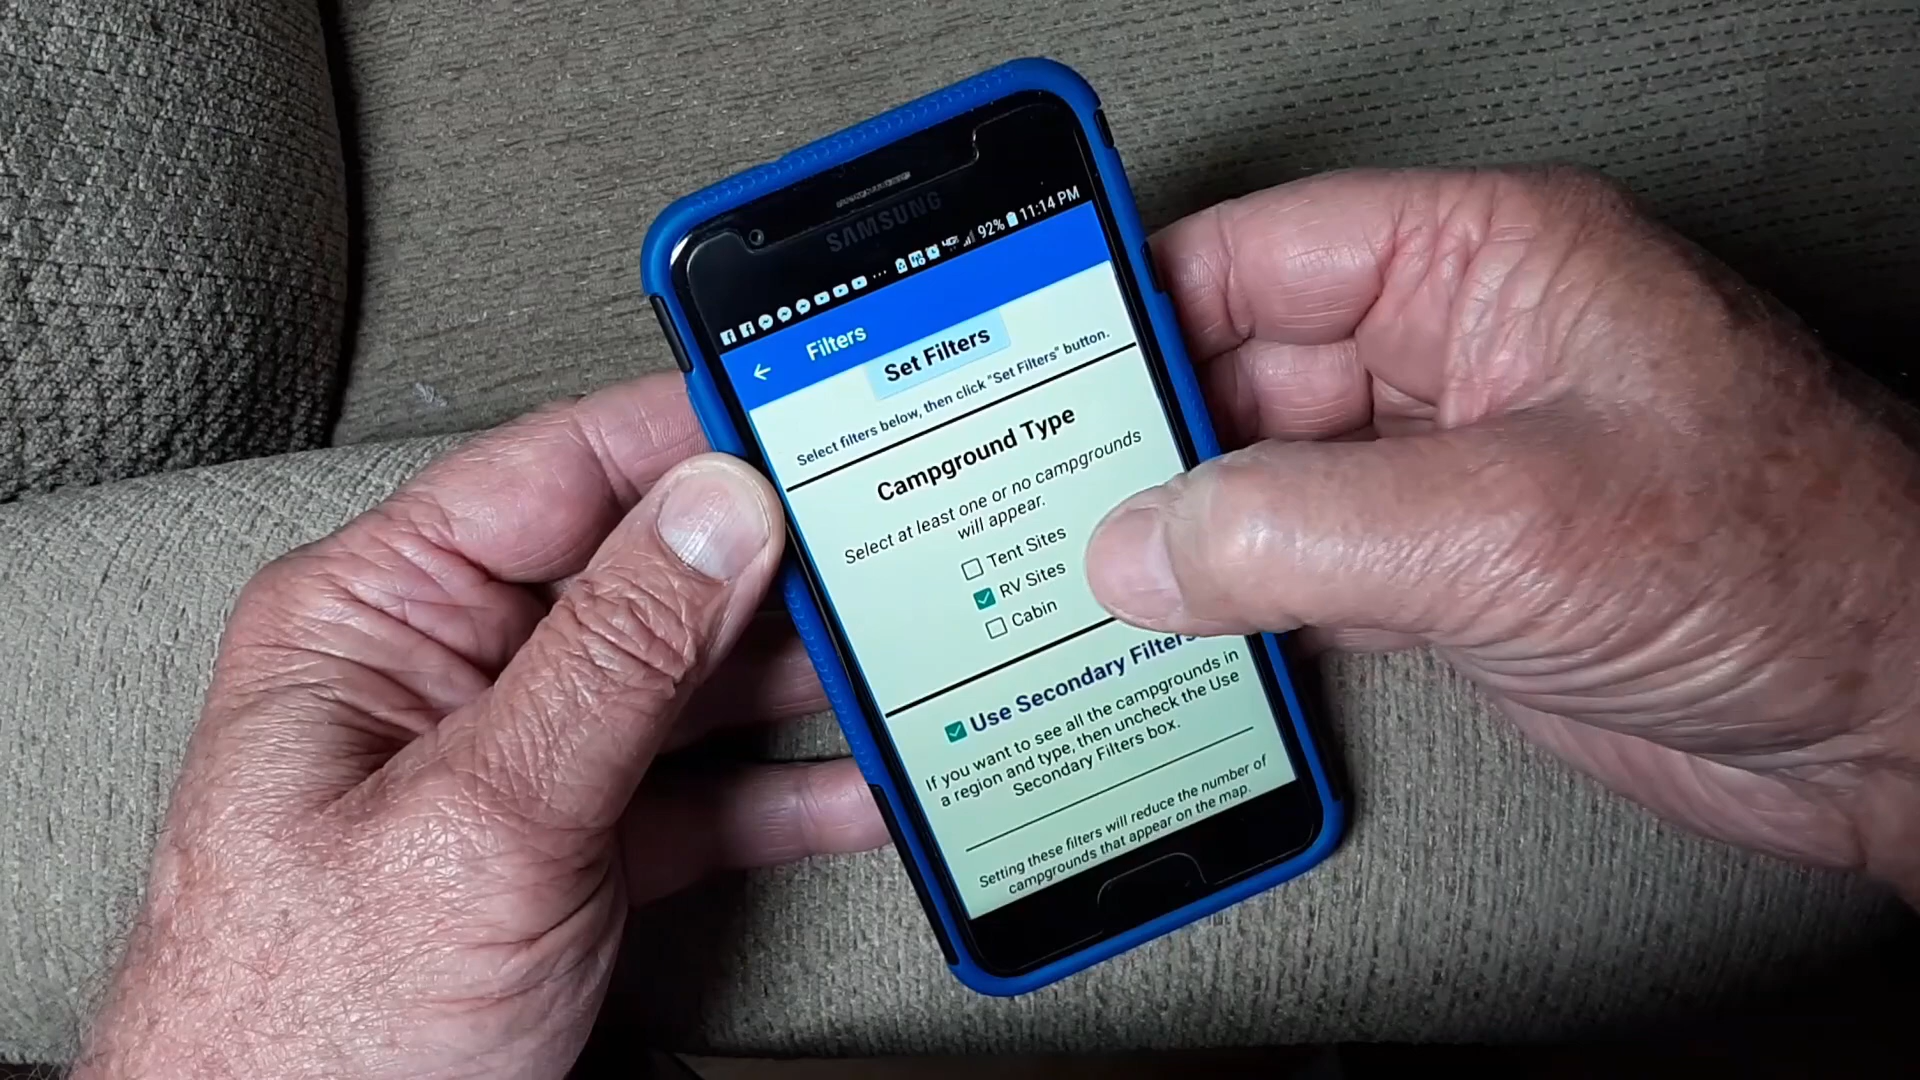 SAMSUNG
92% 11:14 PM
Filters
Set Filters
Select filters below, then click "Set Filters" button.
Campground Type
Select at least one or no campgrounds
will appear.
Tent Sites
RV Sites
Cabin
Use Secondary Filters
If you want to see all the campgrounds in
a region and type, then uncheck the Use
Secondary Filters box.
Setting these filters will reduce the number of
campgrounds that appear on the map.